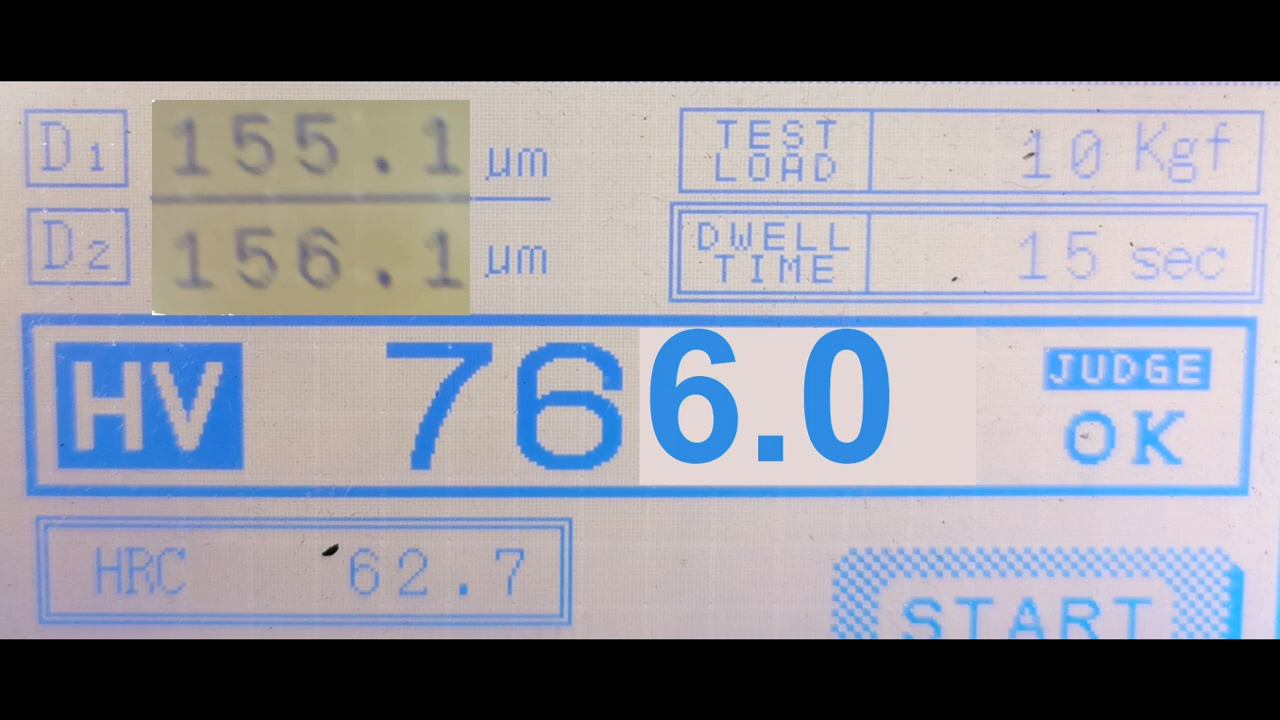 D1 155.1 µm
D2 156.1 µm
TEST LOAD 10 Kgf
DWELL TIME 15 sec
HV 766.0
JUDGE
OK
HRC 62.7
START